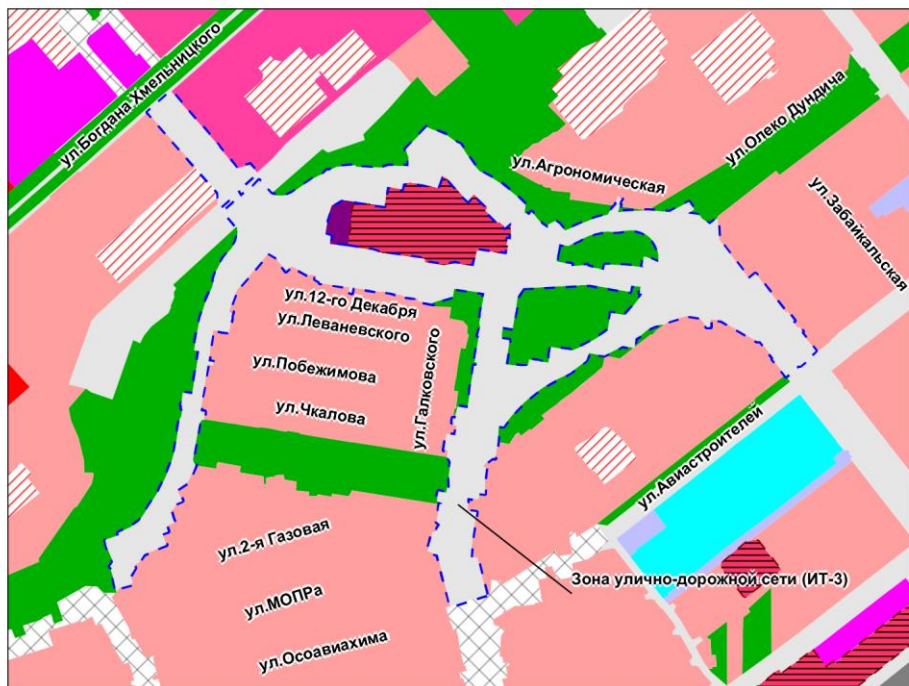 ул.Богдана Хмельницкого
ул.Олеко Дундича
ул.Агрономическая
ул.Забайкальская
ул.12-го Декабря
ул.Леваневского
ул.Побежимова
ул.Галковского
ул.Чкалова
ул.Авиастроителей
ул.2-я Газовая
Зона улично-дорожной сети (ИТ-3)
ул.МОПРа
ул.Осоавиахима